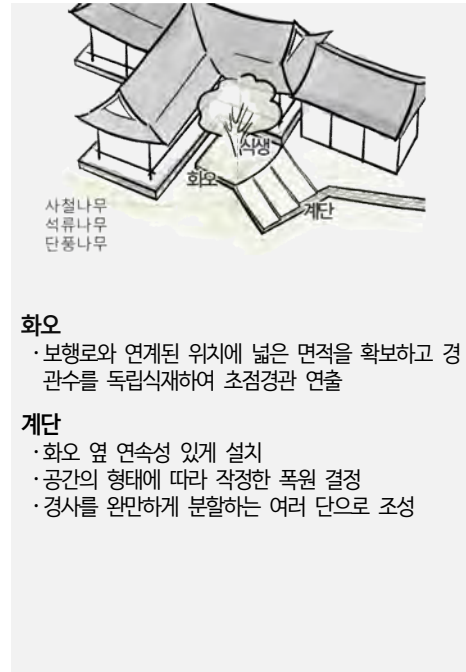 식생
화오
계단
사철나무
석류나무
단풍나무
화오
·보행로와 연계된 위치에 넓은 면적을 확보하고 경
관수를 독립식재하여 초점경관 연출
계단
·화오 옆 연속성 있게 설치
·공간의 형태에 따라 작정한 폭원 결정
·경사를 완만하게 분할하는 여러 단으로 조성